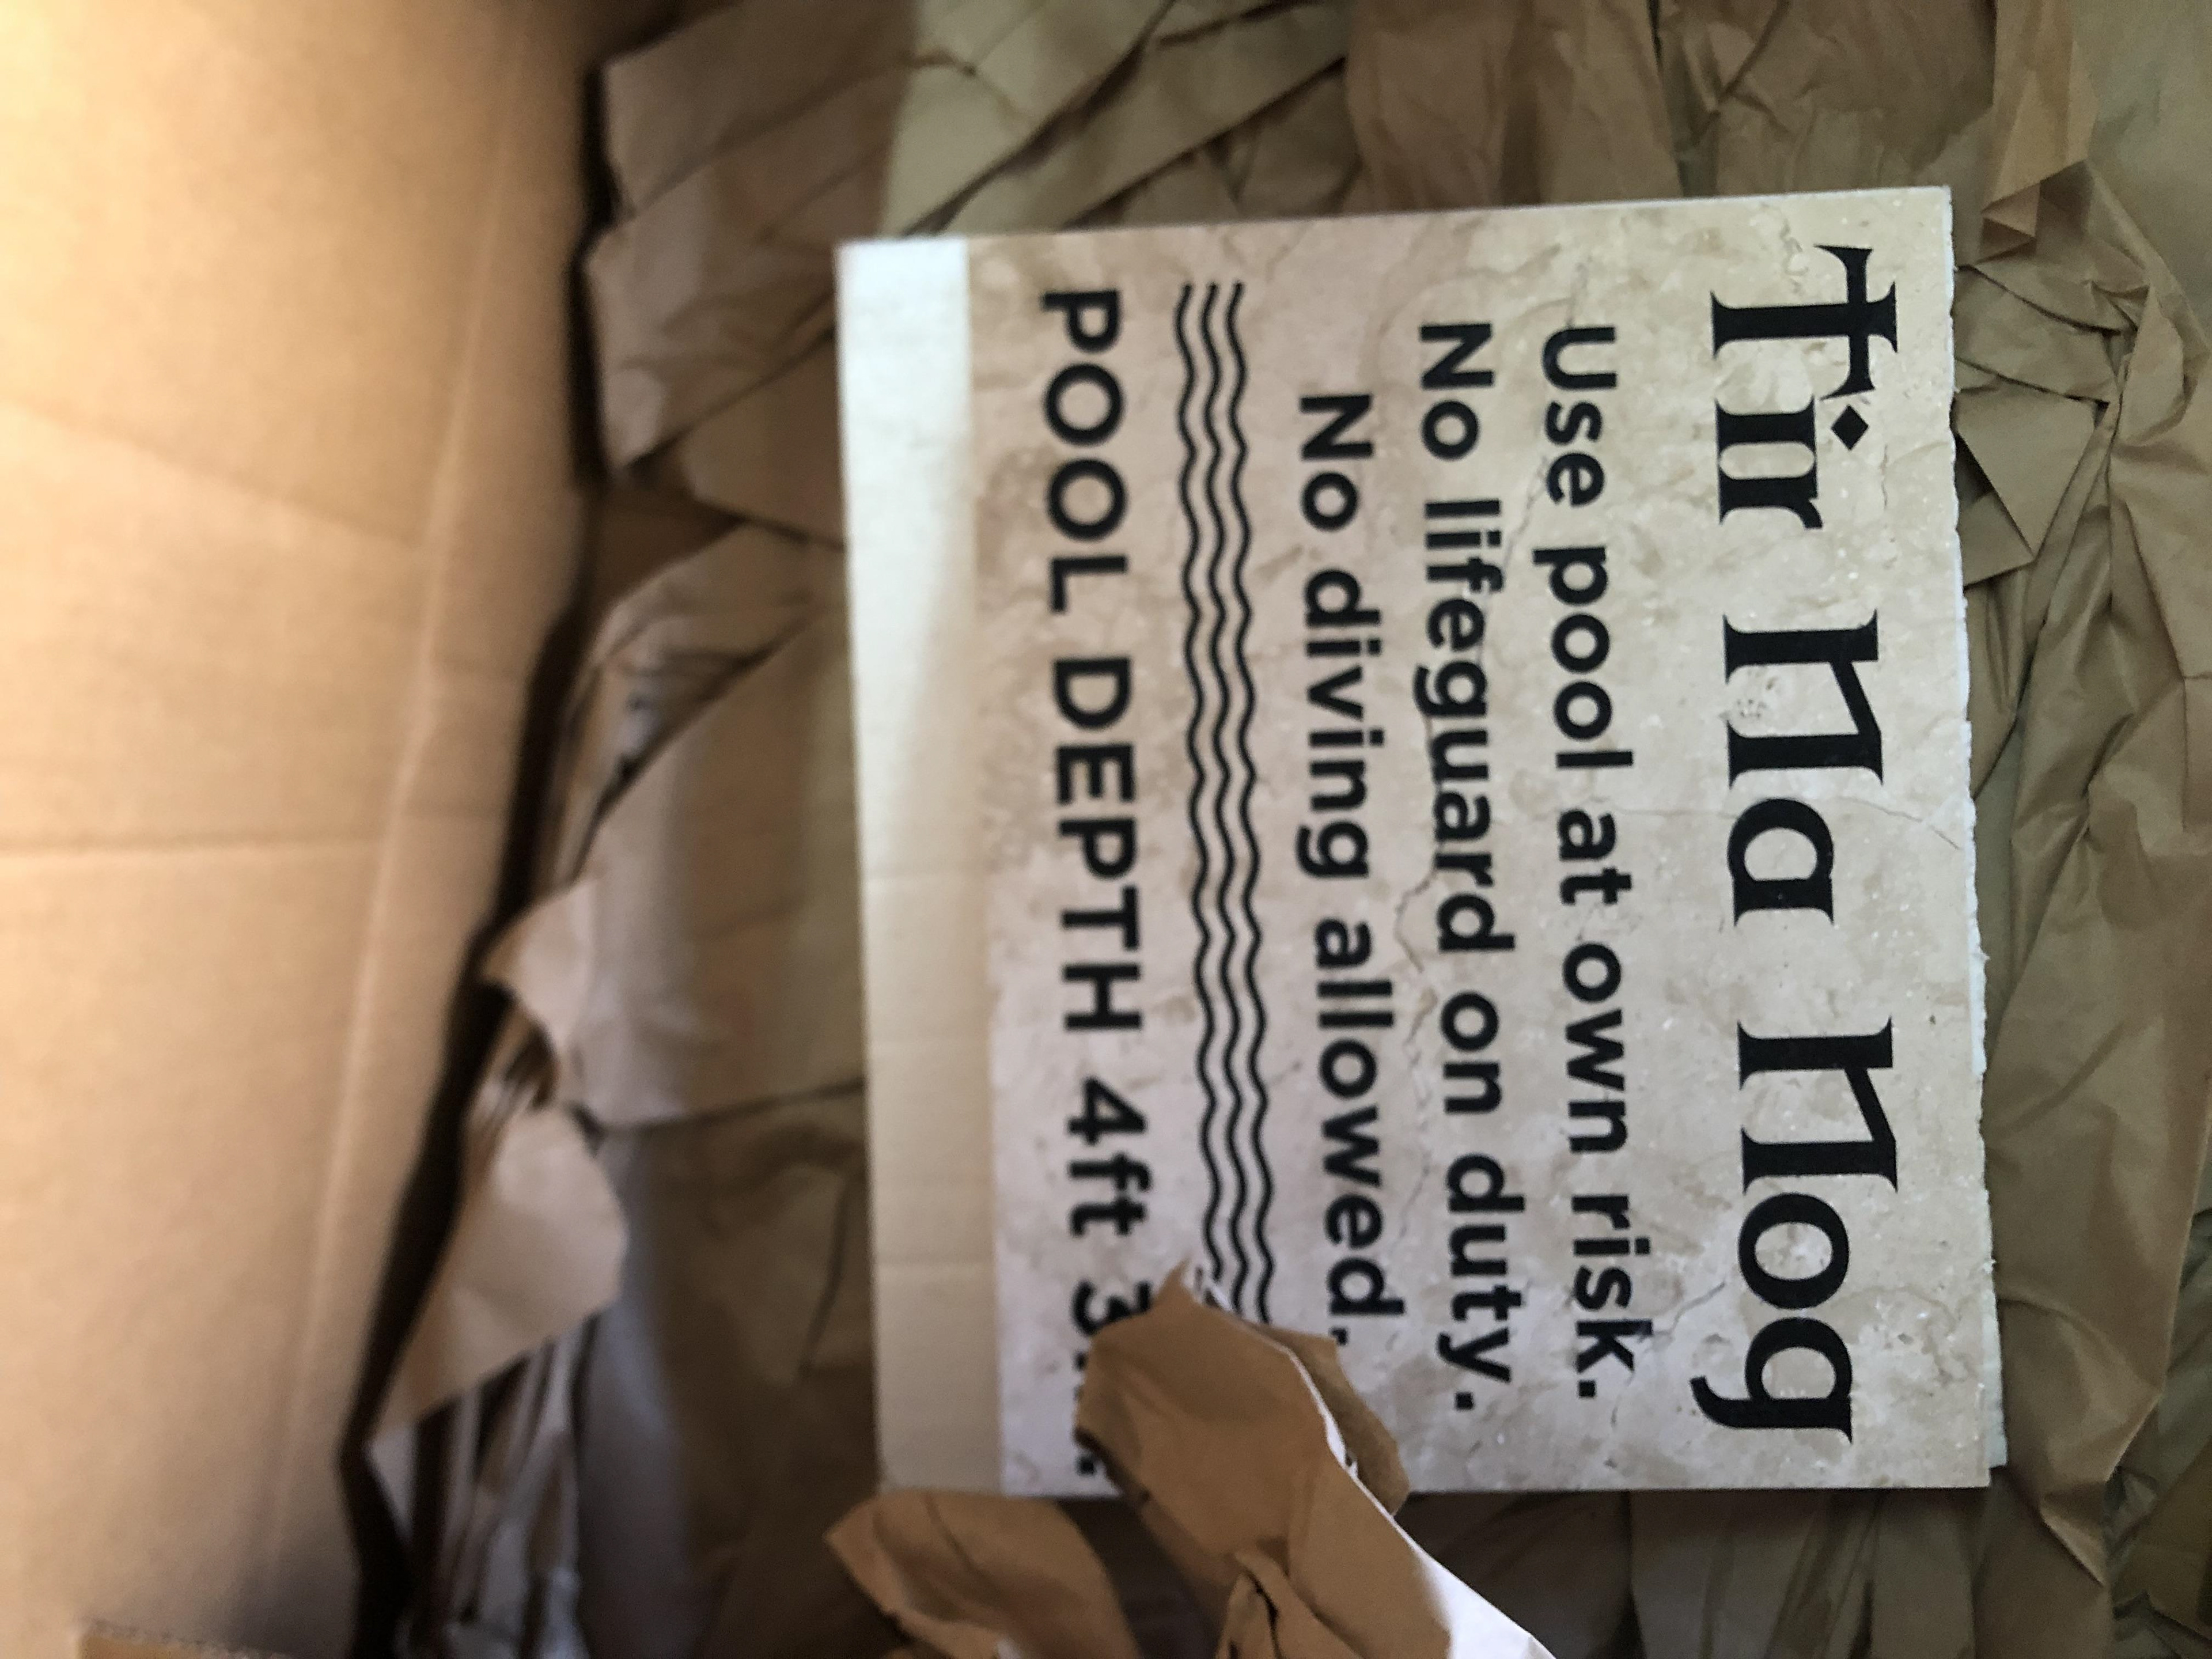 Tir Na Nog
Use pool at own risk.
No lifeguard on duty.
No diving allowed.
POOL DEPTH 4ft